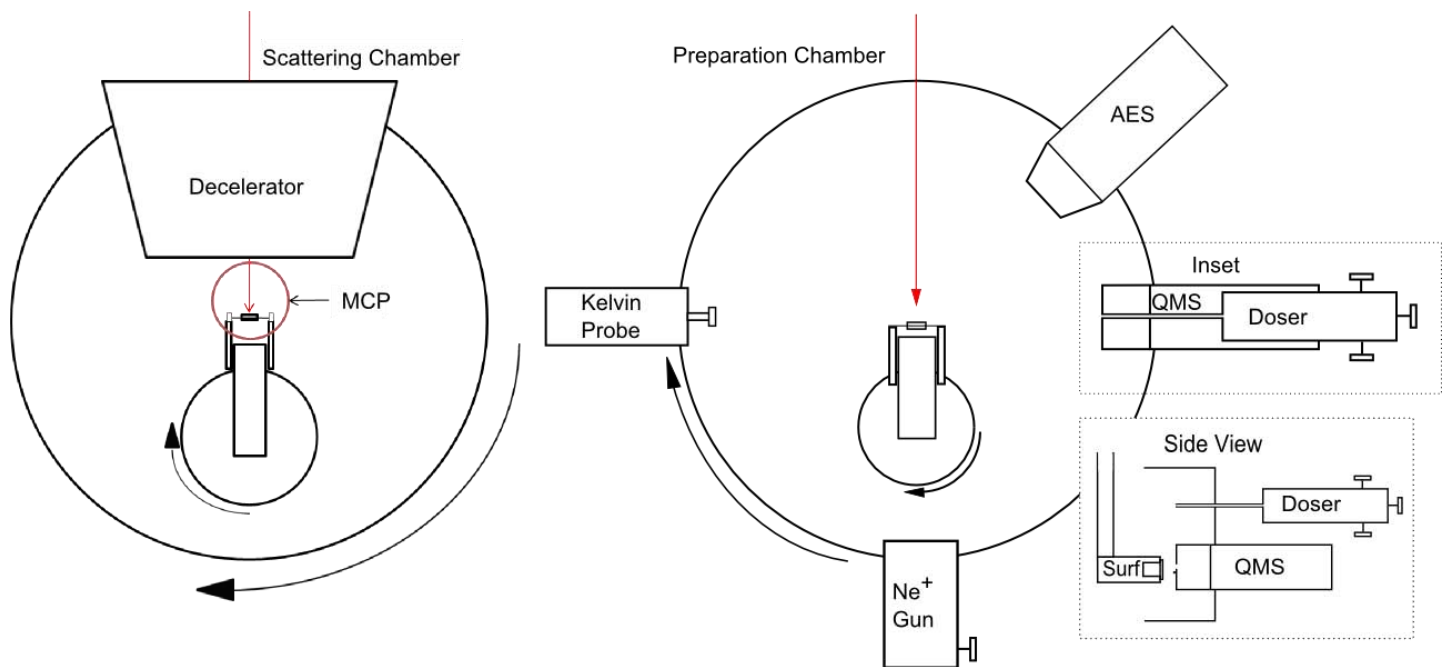 Scattering Chamber
Decelerator
MCP
Preparation Chamber
AES
Kelvin
Probe
Ne+
Gun
Inset
QMS
Doser
Side View
Doser
Surf
QMS